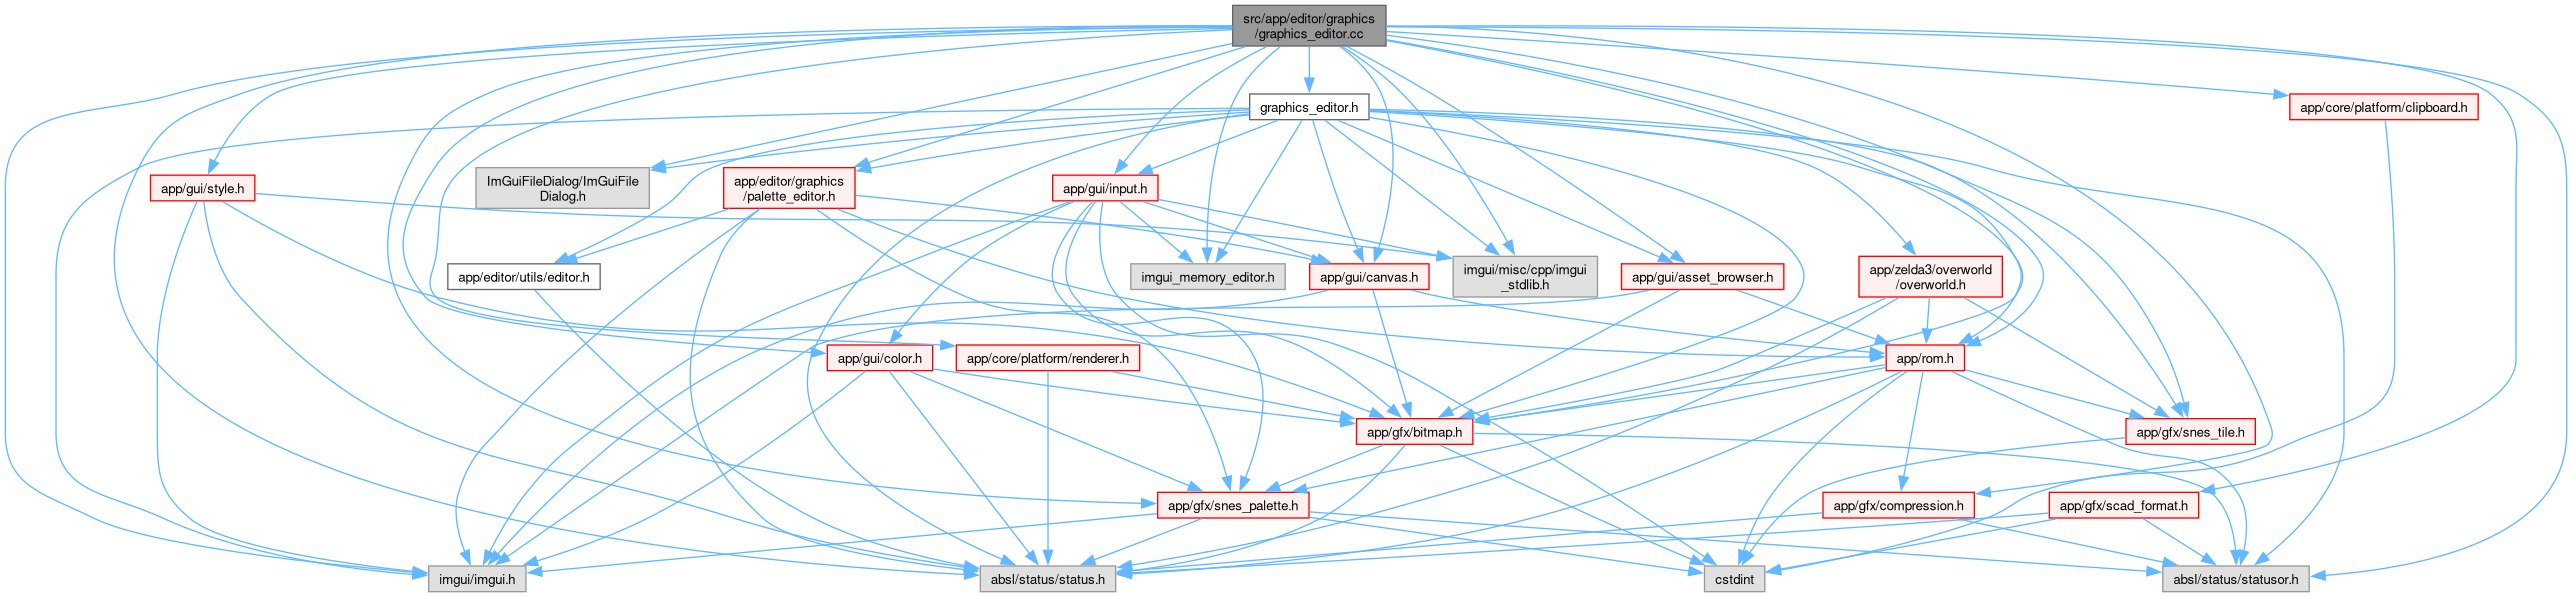 src/app/editor/graphics
/graphics_editor.cc
graphics_editor.h
app/core/platform/clipboard.h
app/gui/style.h
ImGuiFileDialog/ImGuiFile
Dialog.h
app/editor/graphics
/palette_editor.h
app/gui/input.h
app/editor/utils/editor.h
imgui_memory_editor.h
app/gui/canvas.h
imgui/misc/cpp/imgui
_stdlib.h
app/gui/asset_browser.h
app/zelda3/overworld
/overworld.h
app/gui/color.h
app/core/platform/renderer.h
app/rom.h
app/gfx/bitmap.h
app/gfx/snes_tile.h
app/gfx/snes_palette.h
app/gfx/compression.h
app/gfx/scad_format.h
imgui/imgui.h
absl/status/status.h
cstdint
absl/status/statusor.h